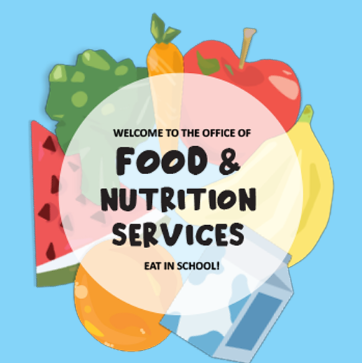 WELCOME TO THE OFFICE OF
FOOD &
NUTRITION
SERVICES
EAT IN SCHOOL!